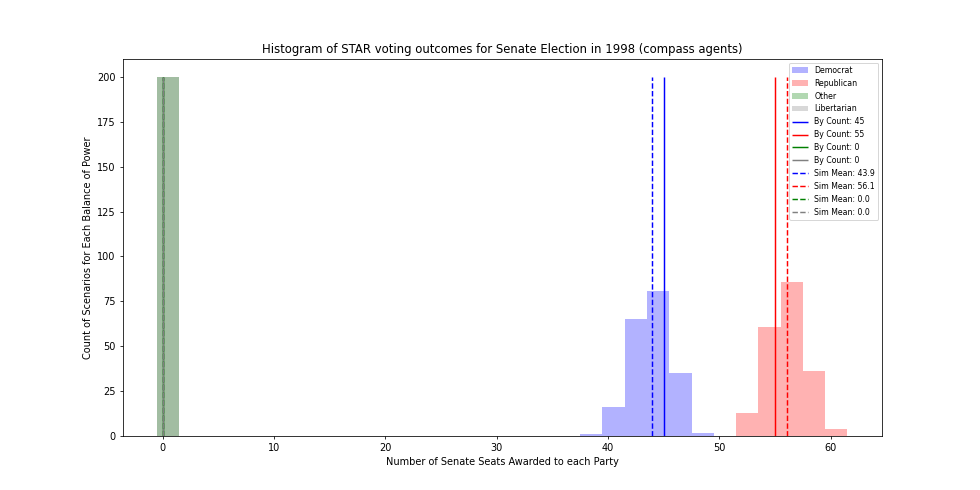 Histogram of STAR voting outcomes for Senate Election in 1998 (compass agents)
Count of Scenarios for Each Balance of Power
200
175
150
125
100
75
50
25
0
0
10
20
30
40
50
60
Number of Senate Seats Awarded to each Party
Democrat
Republican
Other
Libertarian
By Count: 45
By Count: 55
By Count: 0
By Count: 0
Sim Mean: 43.9
Sim Mean: 56.1
Sim Mean: 0.0
Sim Mean: 0.0